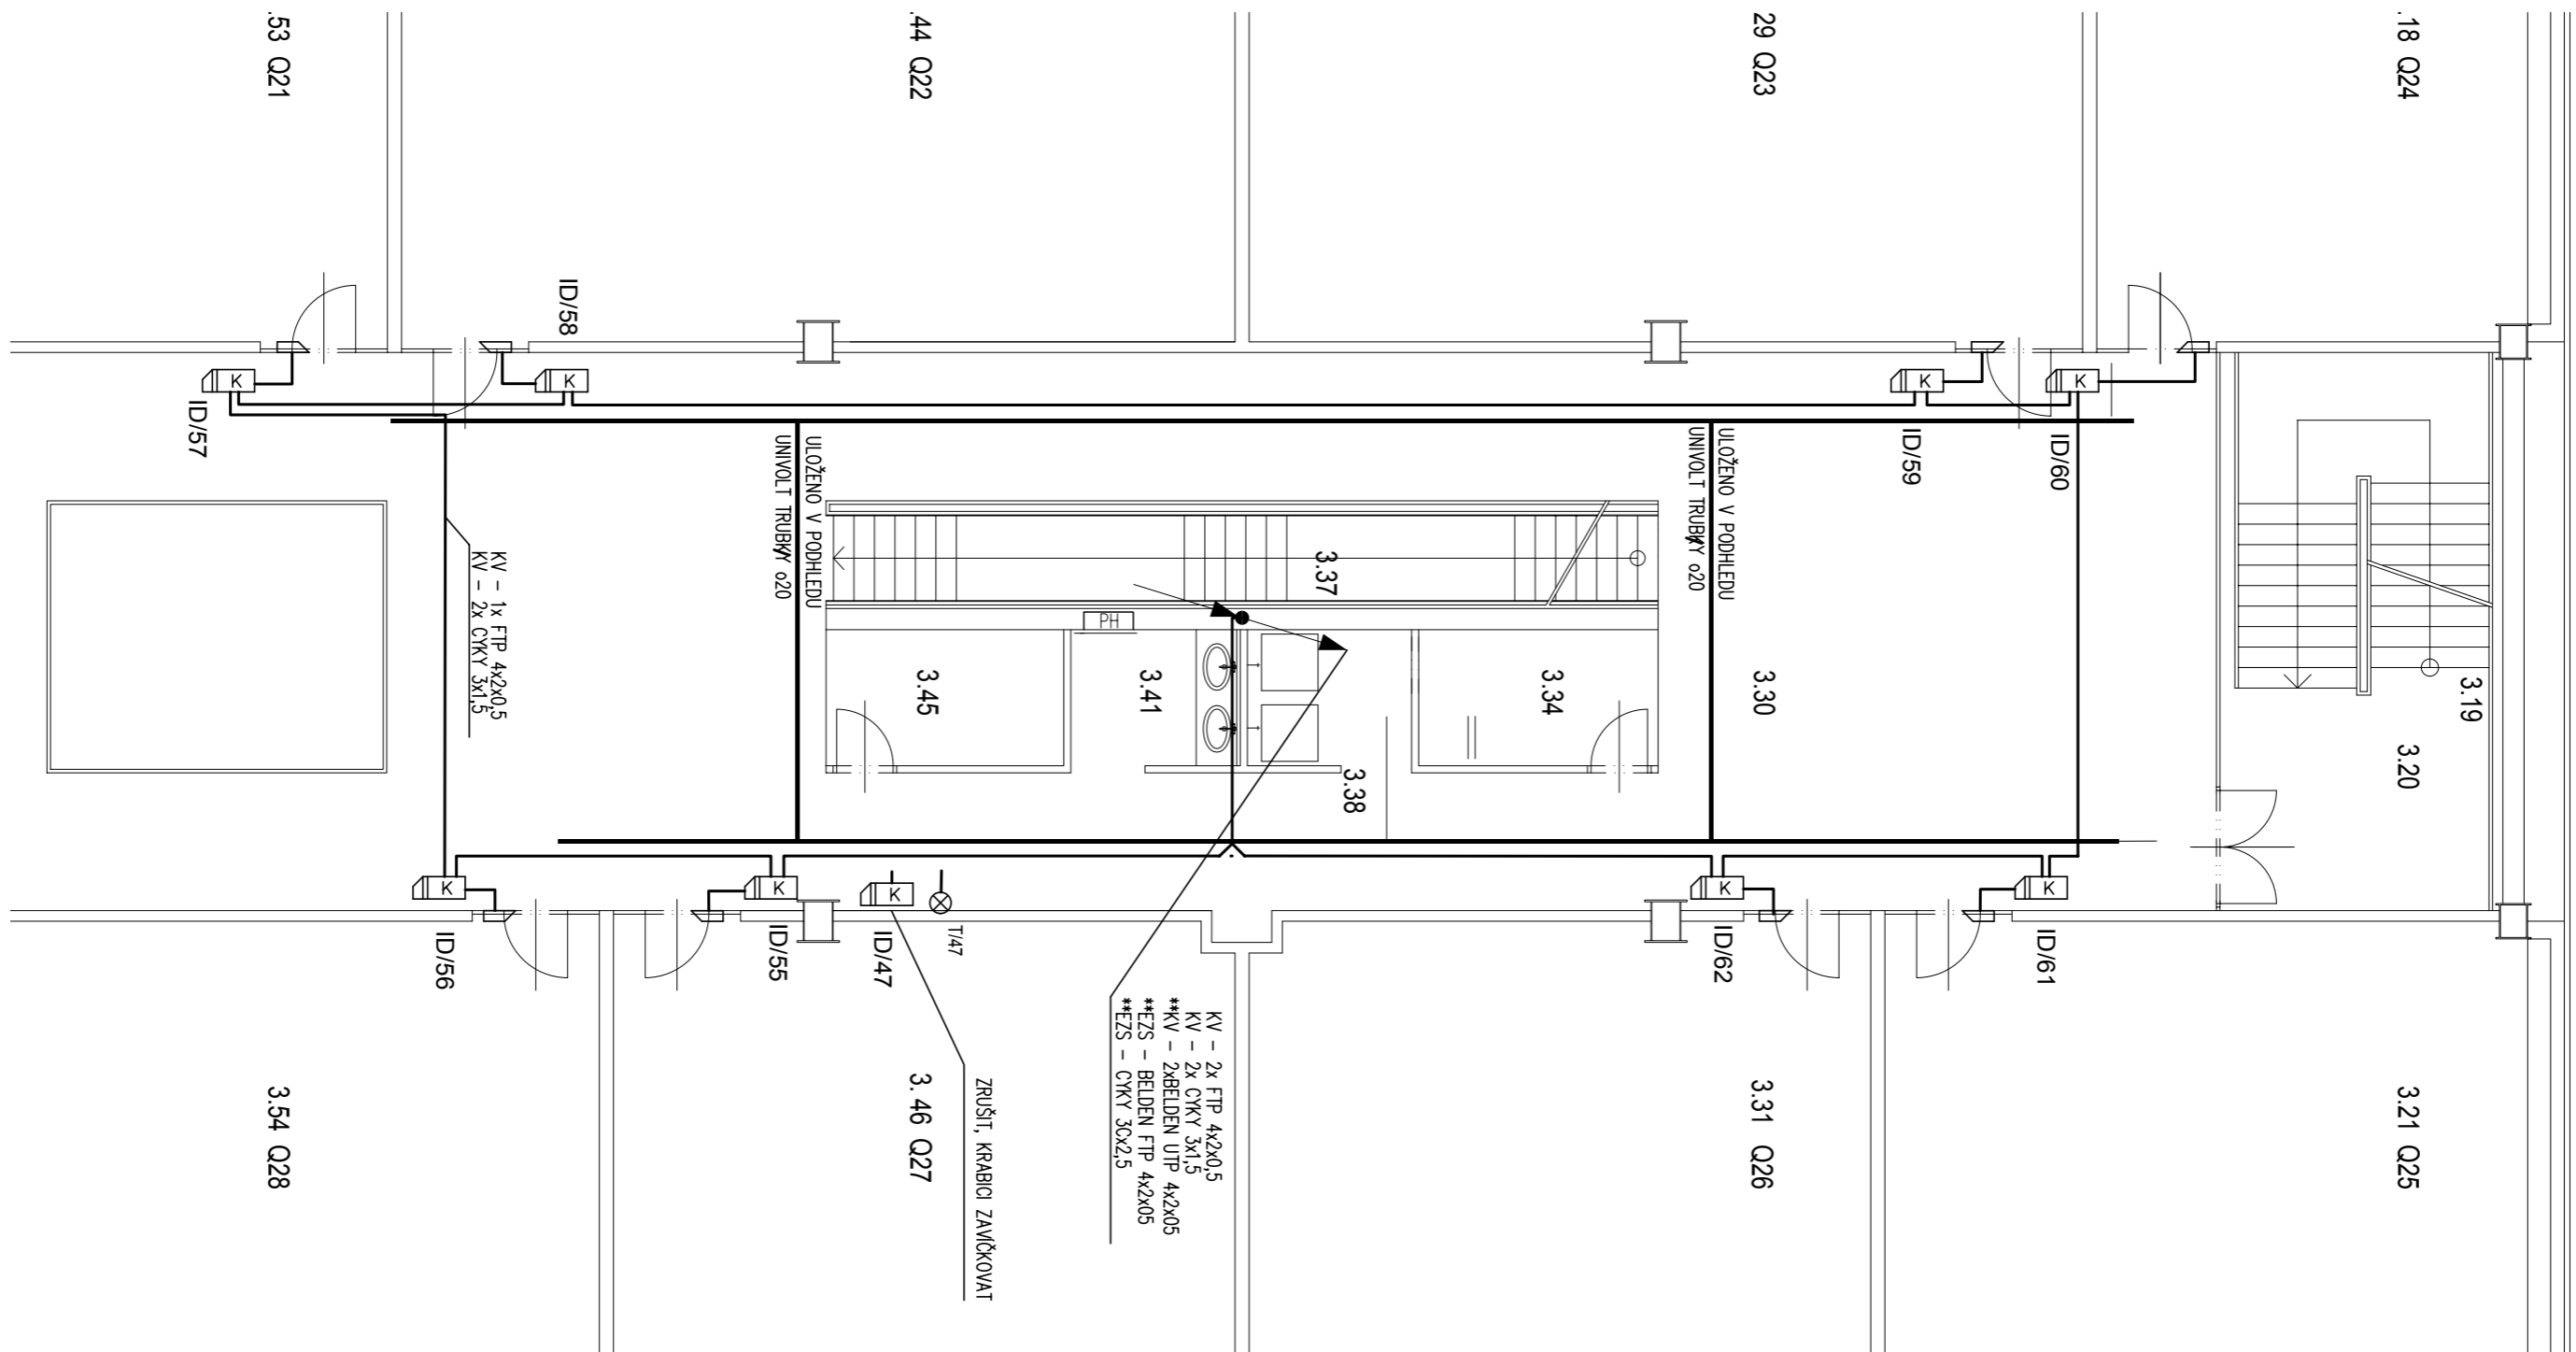 .53 Q21
.44 Q22
29 Q23
.18 Q24
ID/58
K
K
K
K
ID/57
ID/59
ID/60
ULOŽENO V PODHLEDU
UNIVOLT TRUBKY o20
ULOŽENO V PODHLEDU
UNIVOLT TRUBKY o20
KV - 1x FTP 4x2x0,5
KV - 2x CYKY 3x1,5
3.37
PH
3.45
3.41
3.34
3.30
3.19
3.20
3.38
K
K
K
K
K
ID/56
ID/55
ID/47
T/47
ID/62
ID/61
KV - 2x FTP 4x2x0,5
KV - 2x CYKY 3x1,5
**KV - 2xBELDEN UTP 4x2x05
**EZS - BELDEN FTP 4x2x05
**EZS - CYKY 3Cx2,5
ZRUŠIT, KRABICI ZAVÍČKOVAT
3.54 Q28
3. 46 Q27
3.31 Q26
3.21 Q25